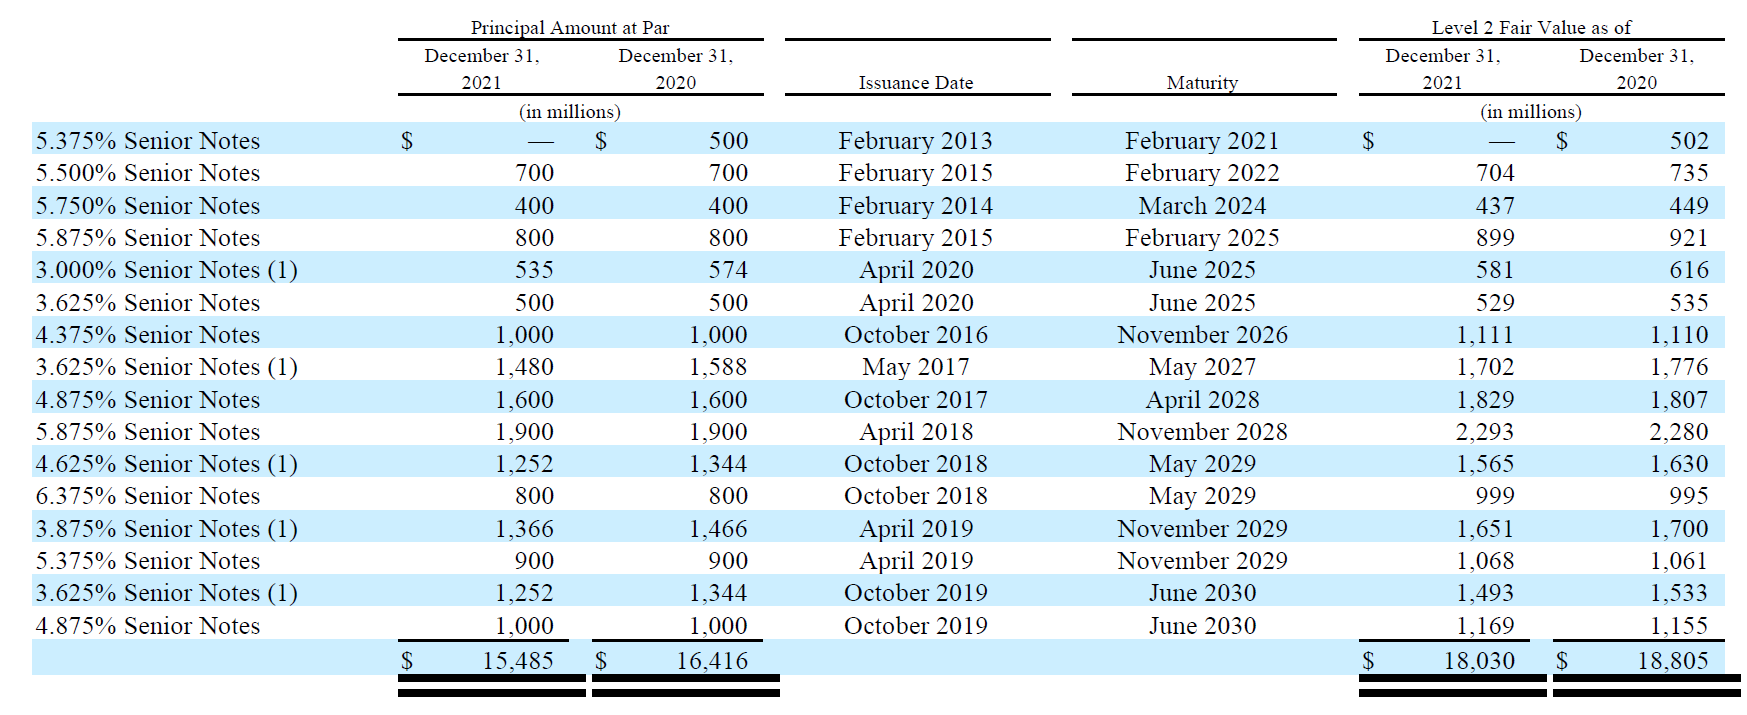 Principal Amount at Par Level 2 Fair Value as of
December 31, December 31, December 31, December 31,
2021 2020 Issuance Date Maturity 2021 2020
(in millions) (in millions)
5.375% Senior Notes $ — $ 500 February 2013 February 2021 $ — $ 502
5.500% Senior Notes 700 700 February 2015 February 2022 704 735
5.750% Senior Notes 400 400 February 2014 March 2024 437 449
5.875% Senior Notes 800 800 February 2015 February 2025 899 921
3.000% Senior Notes (1) 535 574 April 2020 June 2025 581 616
3.625% Senior Notes 500 500 April 2020 June 2025 529 535
4.375% Senior Notes 1,000 1,000 October 2016 November 2026 1,111 1,110
3.625% Senior Notes (1) 1,480 1,588 May 2017 May 2027 1,702 1,776
4.875% Senior Notes 1,600 1,600 October 2017 April 2028 1,829 1,807
5.875% Senior Notes 1,900 1,900 April 2018 November 2028 2,293 2,280
4.625% Senior Notes (1) 1,252 1,344 October 2018 May 2029 1,565 1,630
6.375% Senior Notes 800 800 October 2018 May 2029 999 995
3.875% Senior Notes (1) 1,366 1,466 April 2019 November 2029 1,651 1,700
5.375% Senior Notes 900 900 April 2019 November 2029 1,068 1,061
3.625% Senior Notes (1) 1,252 1,344 October 2019 June 2030 1,493 1,533
4.875% Senior Notes 1,000 1,000 October 2019 June 2030 1,169 1,155
$ 15,485 $ 16,416 $ 18,030 $ 18,805